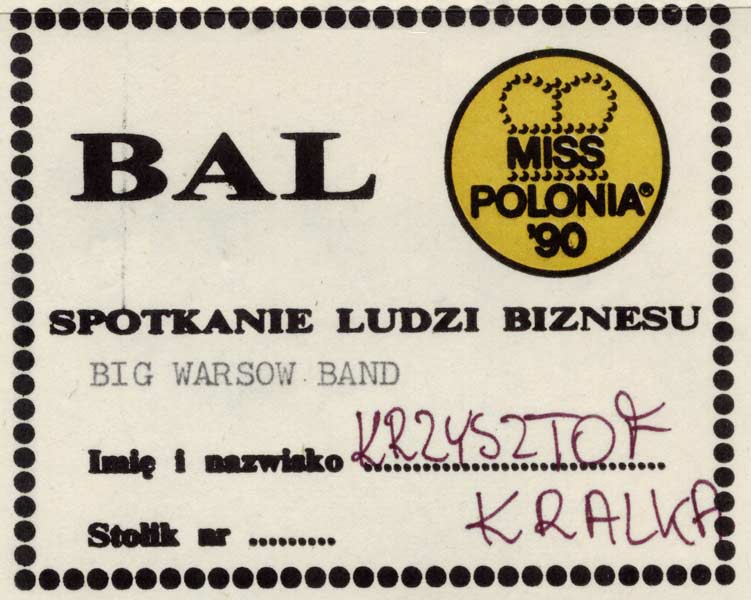 BAL
MISS
POLONIA®
'90
SPOTKANIE LUDZI BIZNESU
BIG WARSOW BAND
Imię i nazwisko KRZYSZTOF
KRALKA
Stolik nr ..........